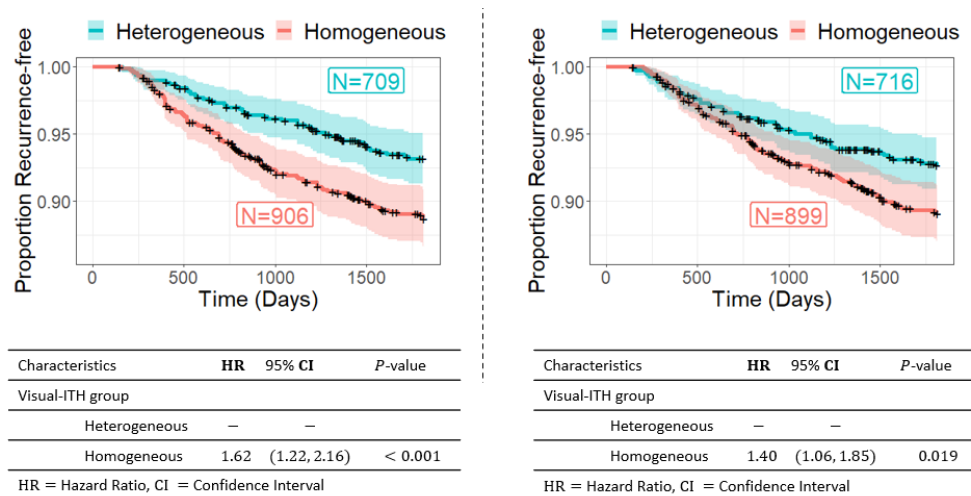 Heterogeneous Homogeneous
Proportion Recurrence-free
1.00
0.95
0.90
N=709
N=906
0 500 1000 1500
Time (Days)
Characteristics HR 95% CI P-value
Visual-ITH group
Heterogeneous – –
Homogeneous 1.62 (1.22, 2.16) < 0.001
HR = Hazard Ratio, CI = Confidence Interval
Heterogeneous Homogeneous
Proportion Recurrence-free
1.00
0.95
0.90
N=716
N=899
0 500 1000 1500
Time (Days)
Characteristics HR 95% CI P-value
Visual-ITH group
Heterogeneous – –
Homogeneous 1.40 (1.06, 1.85) 0.019
HR = Hazard Ratio, CI = Confidence Interval